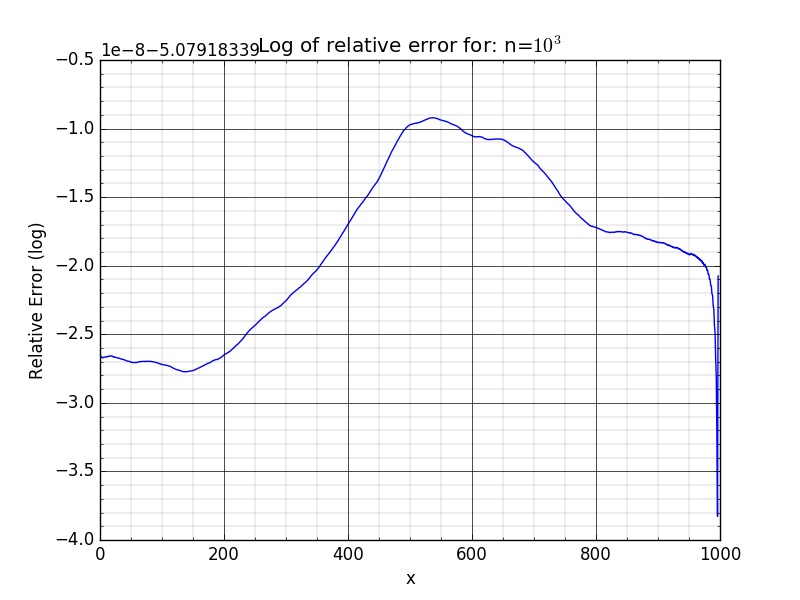 1e−8−5.07918339
Log of relative error for: n=10³
−0.5
−1.0
−1.5
−2.0
−2.5
−3.0
−3.5
−4.0
Relative Error (log)
0 200 400 600 800 1000
x